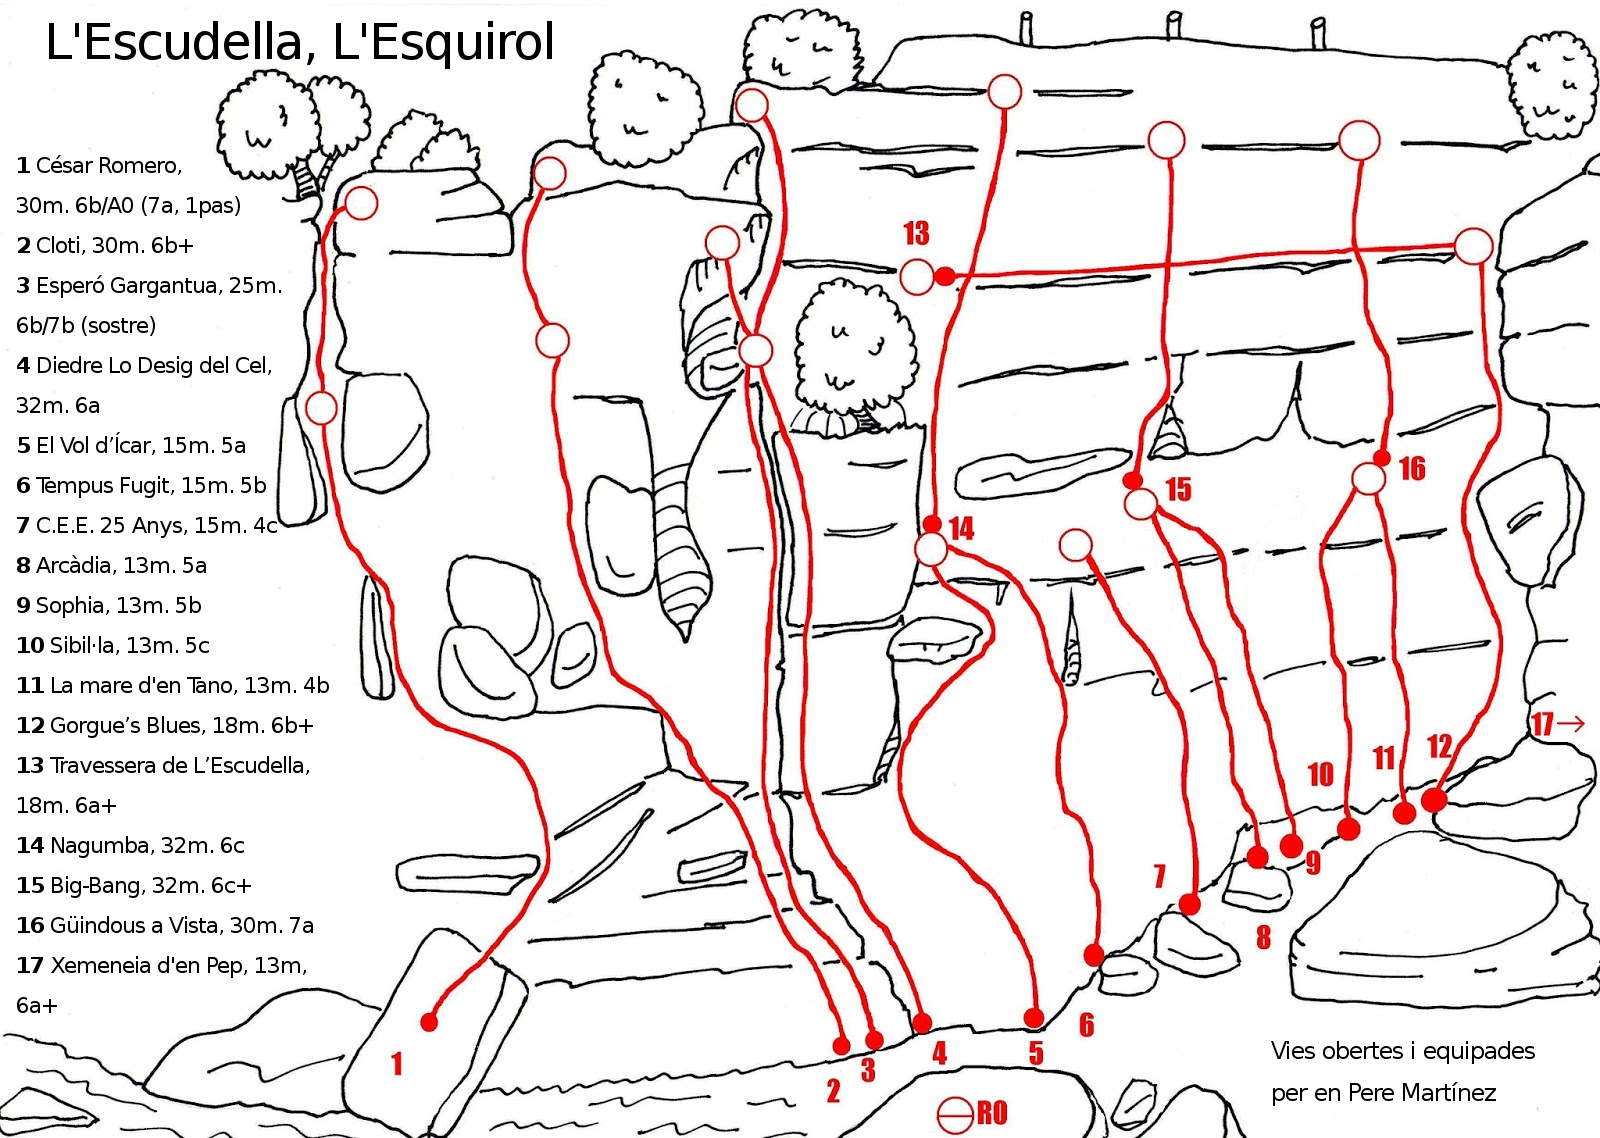 L'Escudella, L'Esquirol
1 César Romero,
30m. 6b/A0 (7a, 1pas)
2 Cloti, 30m. 6b+
3 Esperó Gargantua, 25m.
6b/7b (sostre)
4 Diedre Lo Desig del Cel,
32m. 6a
5 El Vol d’Ícar, 15m. 5a
6 Tempus Fugit, 15m. 5b
7 C.E.E. 25 Anys, 15m. 4c
8 Arcàdia, 13m. 5a
9 Sophia, 13m. 5b
10 Sibil·la, 13m. 5c
11 La mare d'en Tano, 13m. 4b
12 Gorgue’s Blues, 18m. 6b+
13 Travessera de L’Escudella,
18m. 6a+
14 Nagumba, 32m. 6c
15 Big-Bang, 32m. 6c+
16 Güindous a Vista, 30m. 7a
17 Xemeneia d'en Pep, 13m,
6a+
13
16
15
14
17→
12
11
10
9
7
8
6
5
4
3
2
1
RO
Vies obertes i equipades
per en Pere Martínez